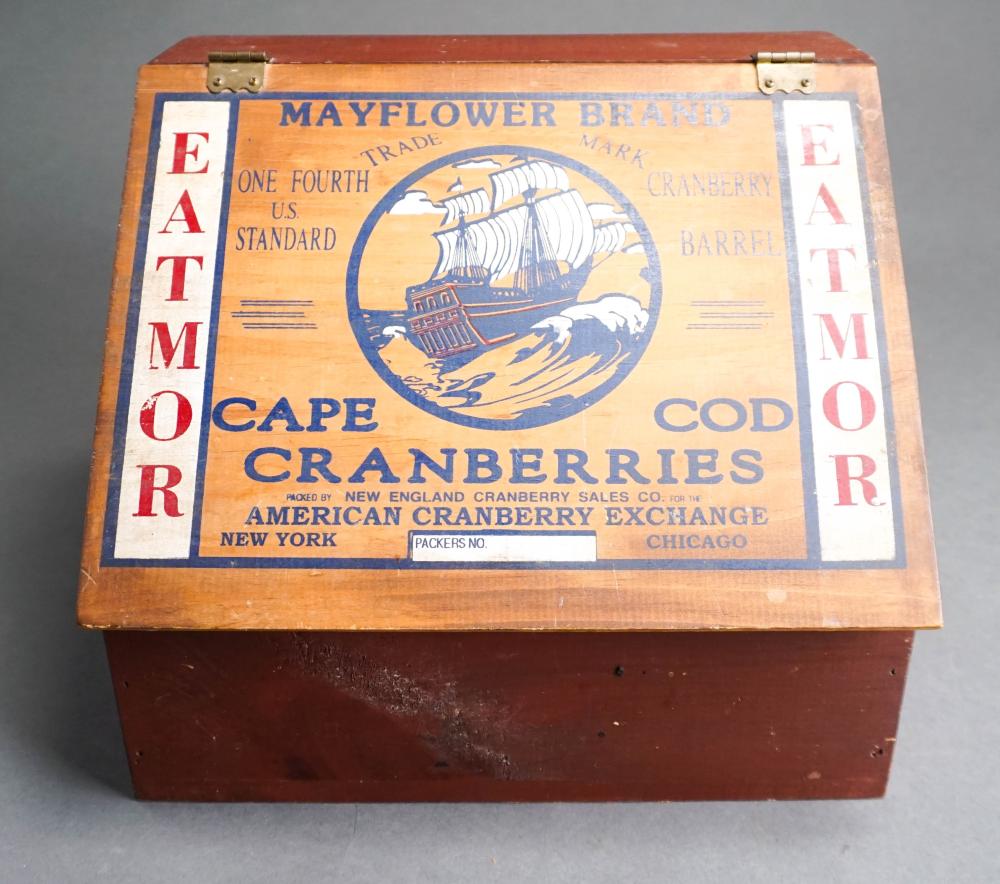 MAYFLOWER BRAND
TRADE MARK
ONE FOURTH
U.S.
STANDARD
CRANBERRY
BARREL
EATMOR
EATMOR
CAPE COD
CRANBERRIES
PACKED BY NEW ENGLAND CRANBERRY SALES CO. FOR THE
AMERICAN CRANBERRY EXCHANGE
NEW YORK
PACKERS NO.
CHICAGO